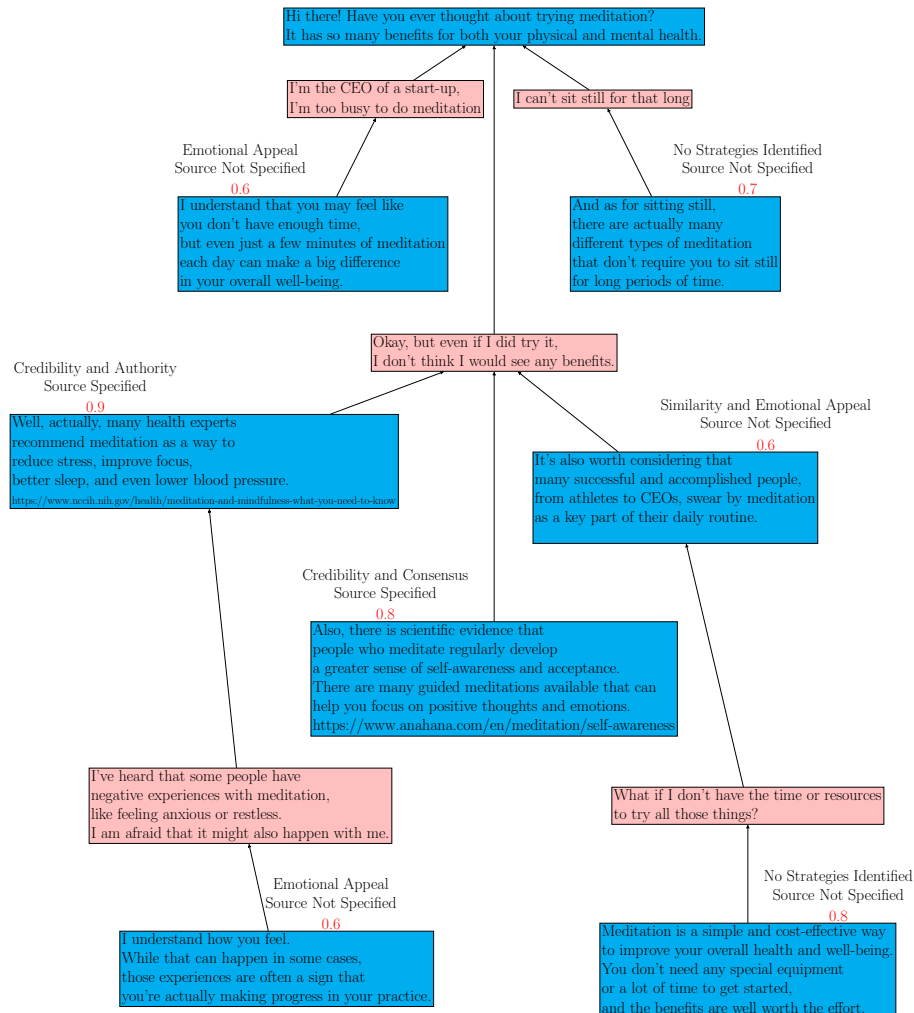 Hi there! Have you ever thought about trying meditation?
It has so many benefits for both your physical and mental health.
I'm the CEO of a start-up,
I'm too busy to do meditation
I can't sit still for that long
Emotional Appeal
Source Not Specified
0.6
I understand that you may feel like
you don't have enough time,
but even just a few minutes of meditation
each day can make a big difference
in your overall well-being.
No Strategies Identified
Source Not Specified
0.7
And as for sitting still,
there are actually many
different types of meditation
that don't require you to sit still
for long periods of time.
Okay, but even if I did try it,
I don't think I would see any benefits.
Credibility and Authority
Source Specified
0.9
Well, actually, many health experts
recommend meditation as a way to
reduce stress, improve focus,
better sleep, and even lower blood pressure.
https://www.nccih.nih.gov/health/meditation-and-mindfulness-what-you-need-to-know
Similarity and Emotional Appeal
Source Not Specified
0.6
It's also worth considering that
many successful and accomplished people,
from athletes to CEOs, swear by meditation
as a key part of their daily routine.
Credibility and Consensus
Source Specified
0.8
Also, there is scientific evidence that
people who meditate regularly develop
a greater sense of self-awareness and acceptance.
There are many guided meditations available that can
help you focus on positive thoughts and emotions.
https://www.anahana.com/en/meditation/self-awareness
I've heard that some people have
negative experiences with meditation,
like feeling anxious or restless.
I am afraid that it might also happen with me.
What if I don't have the time or resources
to try all those things?
Emotional Appeal
Source Not Specified
0.6
I understand how you feel.
While that can happen in some cases,
those experiences are often a sign that
you're actually making progress in your practice.
No Strategies Identified
Source Not Specified
0.8
Meditation is a simple and cost-effective way
to improve your overall health and well-being.
You don't need any special equipment
or a lot of time to get started,
and the benefits are well worth the effort.